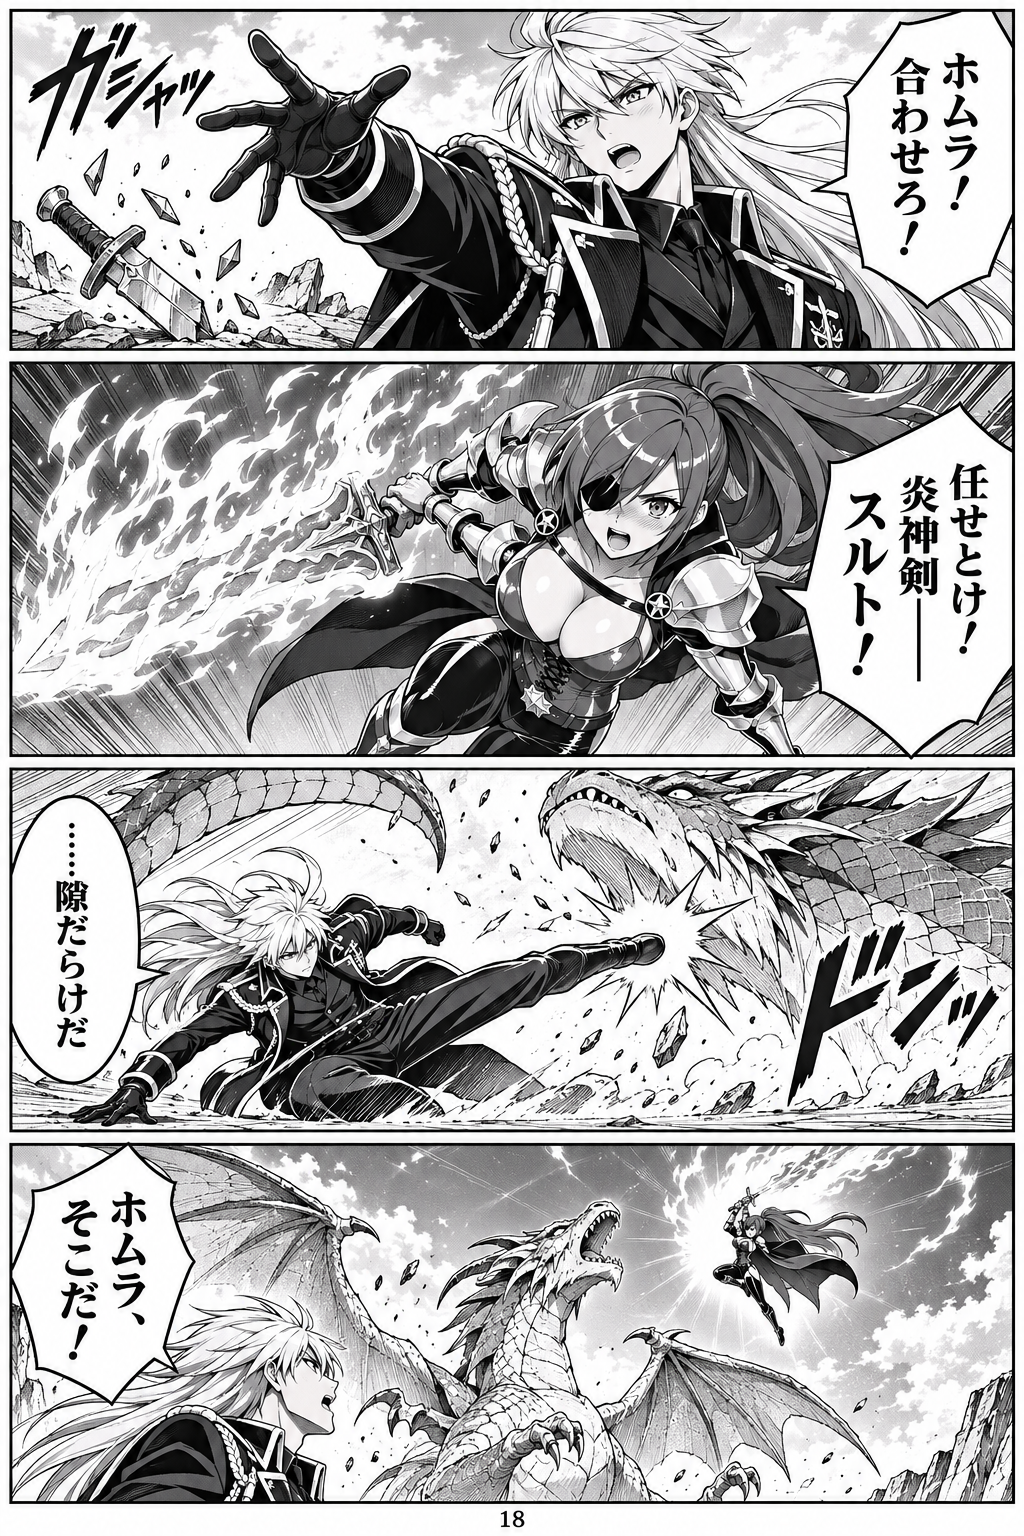 ホムラ！
合わせろ！
ガシャッ
任せとけ！
炎神剣――
スルト！
……隙だらけだ
ドンッ
ホムラ、
そこだ！
18